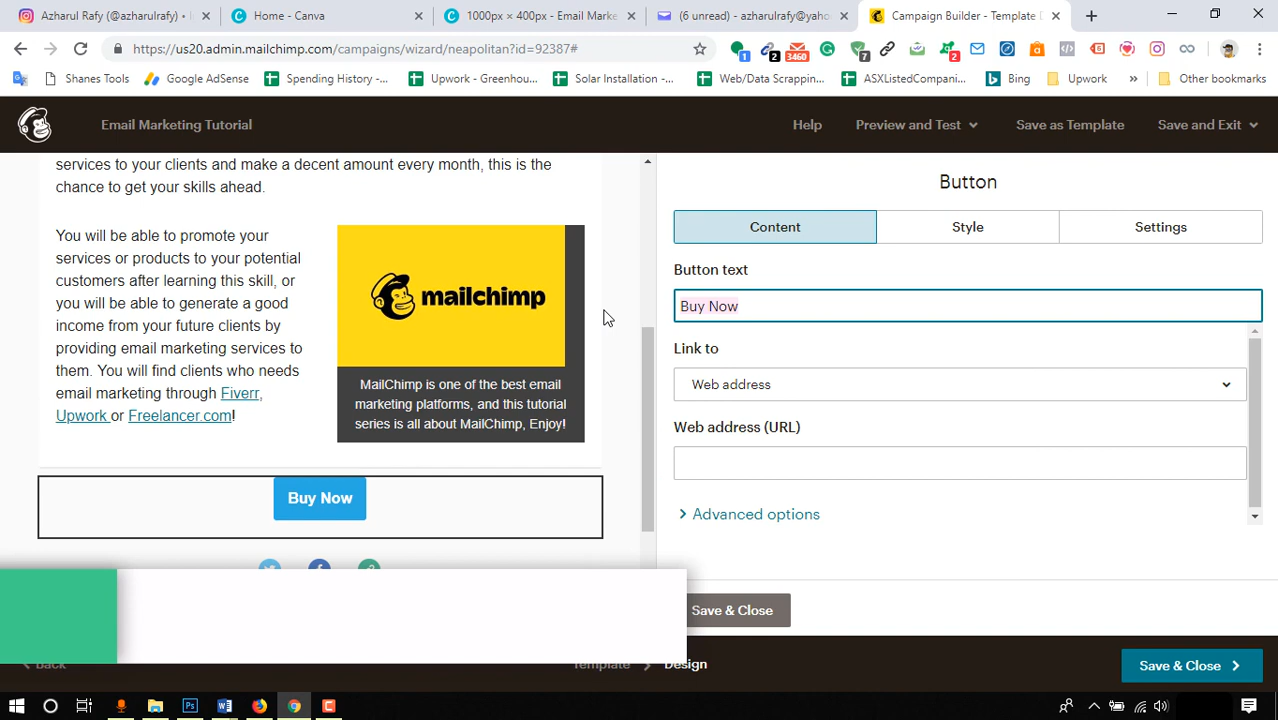 Azharul Rafy (@azharulrafy) •
Home - Canva
1000px × 400px - Email Marke
(6 unread) - azharulrafy@yaho
Campaign Builder - Template D
https://us20.admin.mailchimp.com/campaigns/wizard/neapolitan?id=92387#
1
2
3460
7
2
Shanes Tools
Google AdSense
Spending History -...
Upwork - Greenhou...
Solar Installation -...
Web/Data Scrappin...
ASXListedCompani...
Bing
Upwork
Other bookmarks
Email Marketing Tutorial
Help
Preview and Test
Save as Template
Save and Exit
services to your clients and make a decent amount every month, this is the
chance to get your skills ahead.
You will be able to promote your
services or products to your potential
customers after learning this skill, or
you will be able to generate a good
income from your future clients by
providing email marketing services to
them. You will find clients who needs
email marketing through Fiverr,
Upwork or Freelancer.com!
mailchimp
MailChimp is one of the best email
marketing platforms, and this tutorial
series is all about MailChimp, Enjoy!
Buy Now
Button
Content
Style
Settings
Button text
Buy Now
Link to
Web address
Web address (URL)
Advanced options
Save & Close
Back
Template
Design
Save & Close